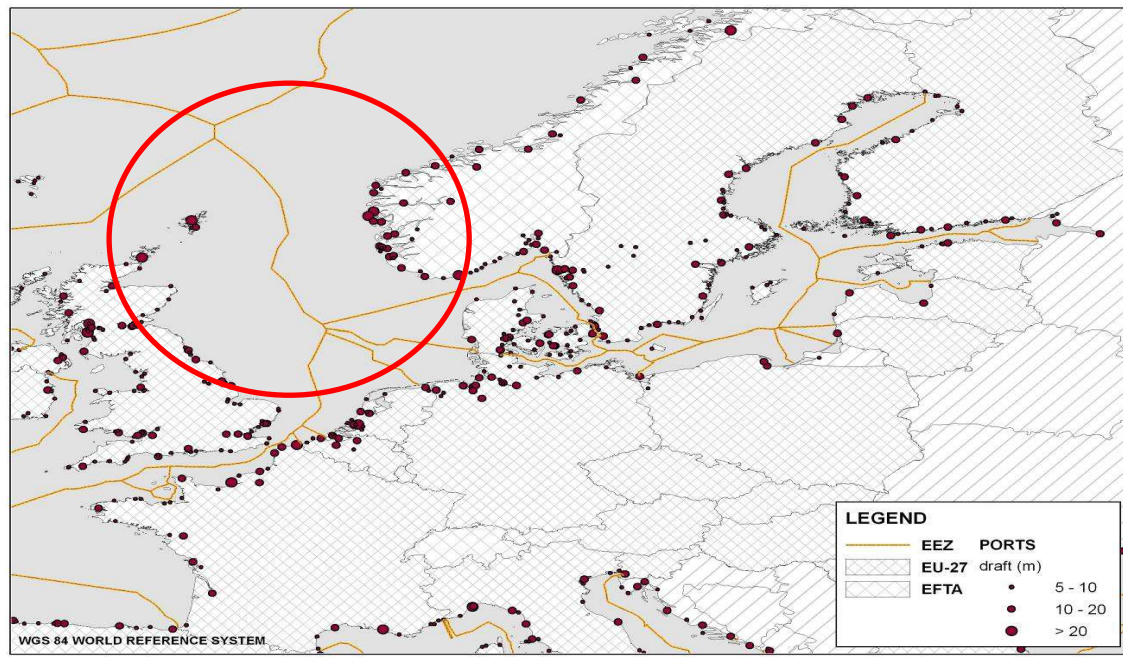 LEGEND
EEZ PORTS
EU-27 draft (m)
EFTA 5 - 10
10 - 20
> 20
WGS 84 WORLD REFERENCE SYSTEM